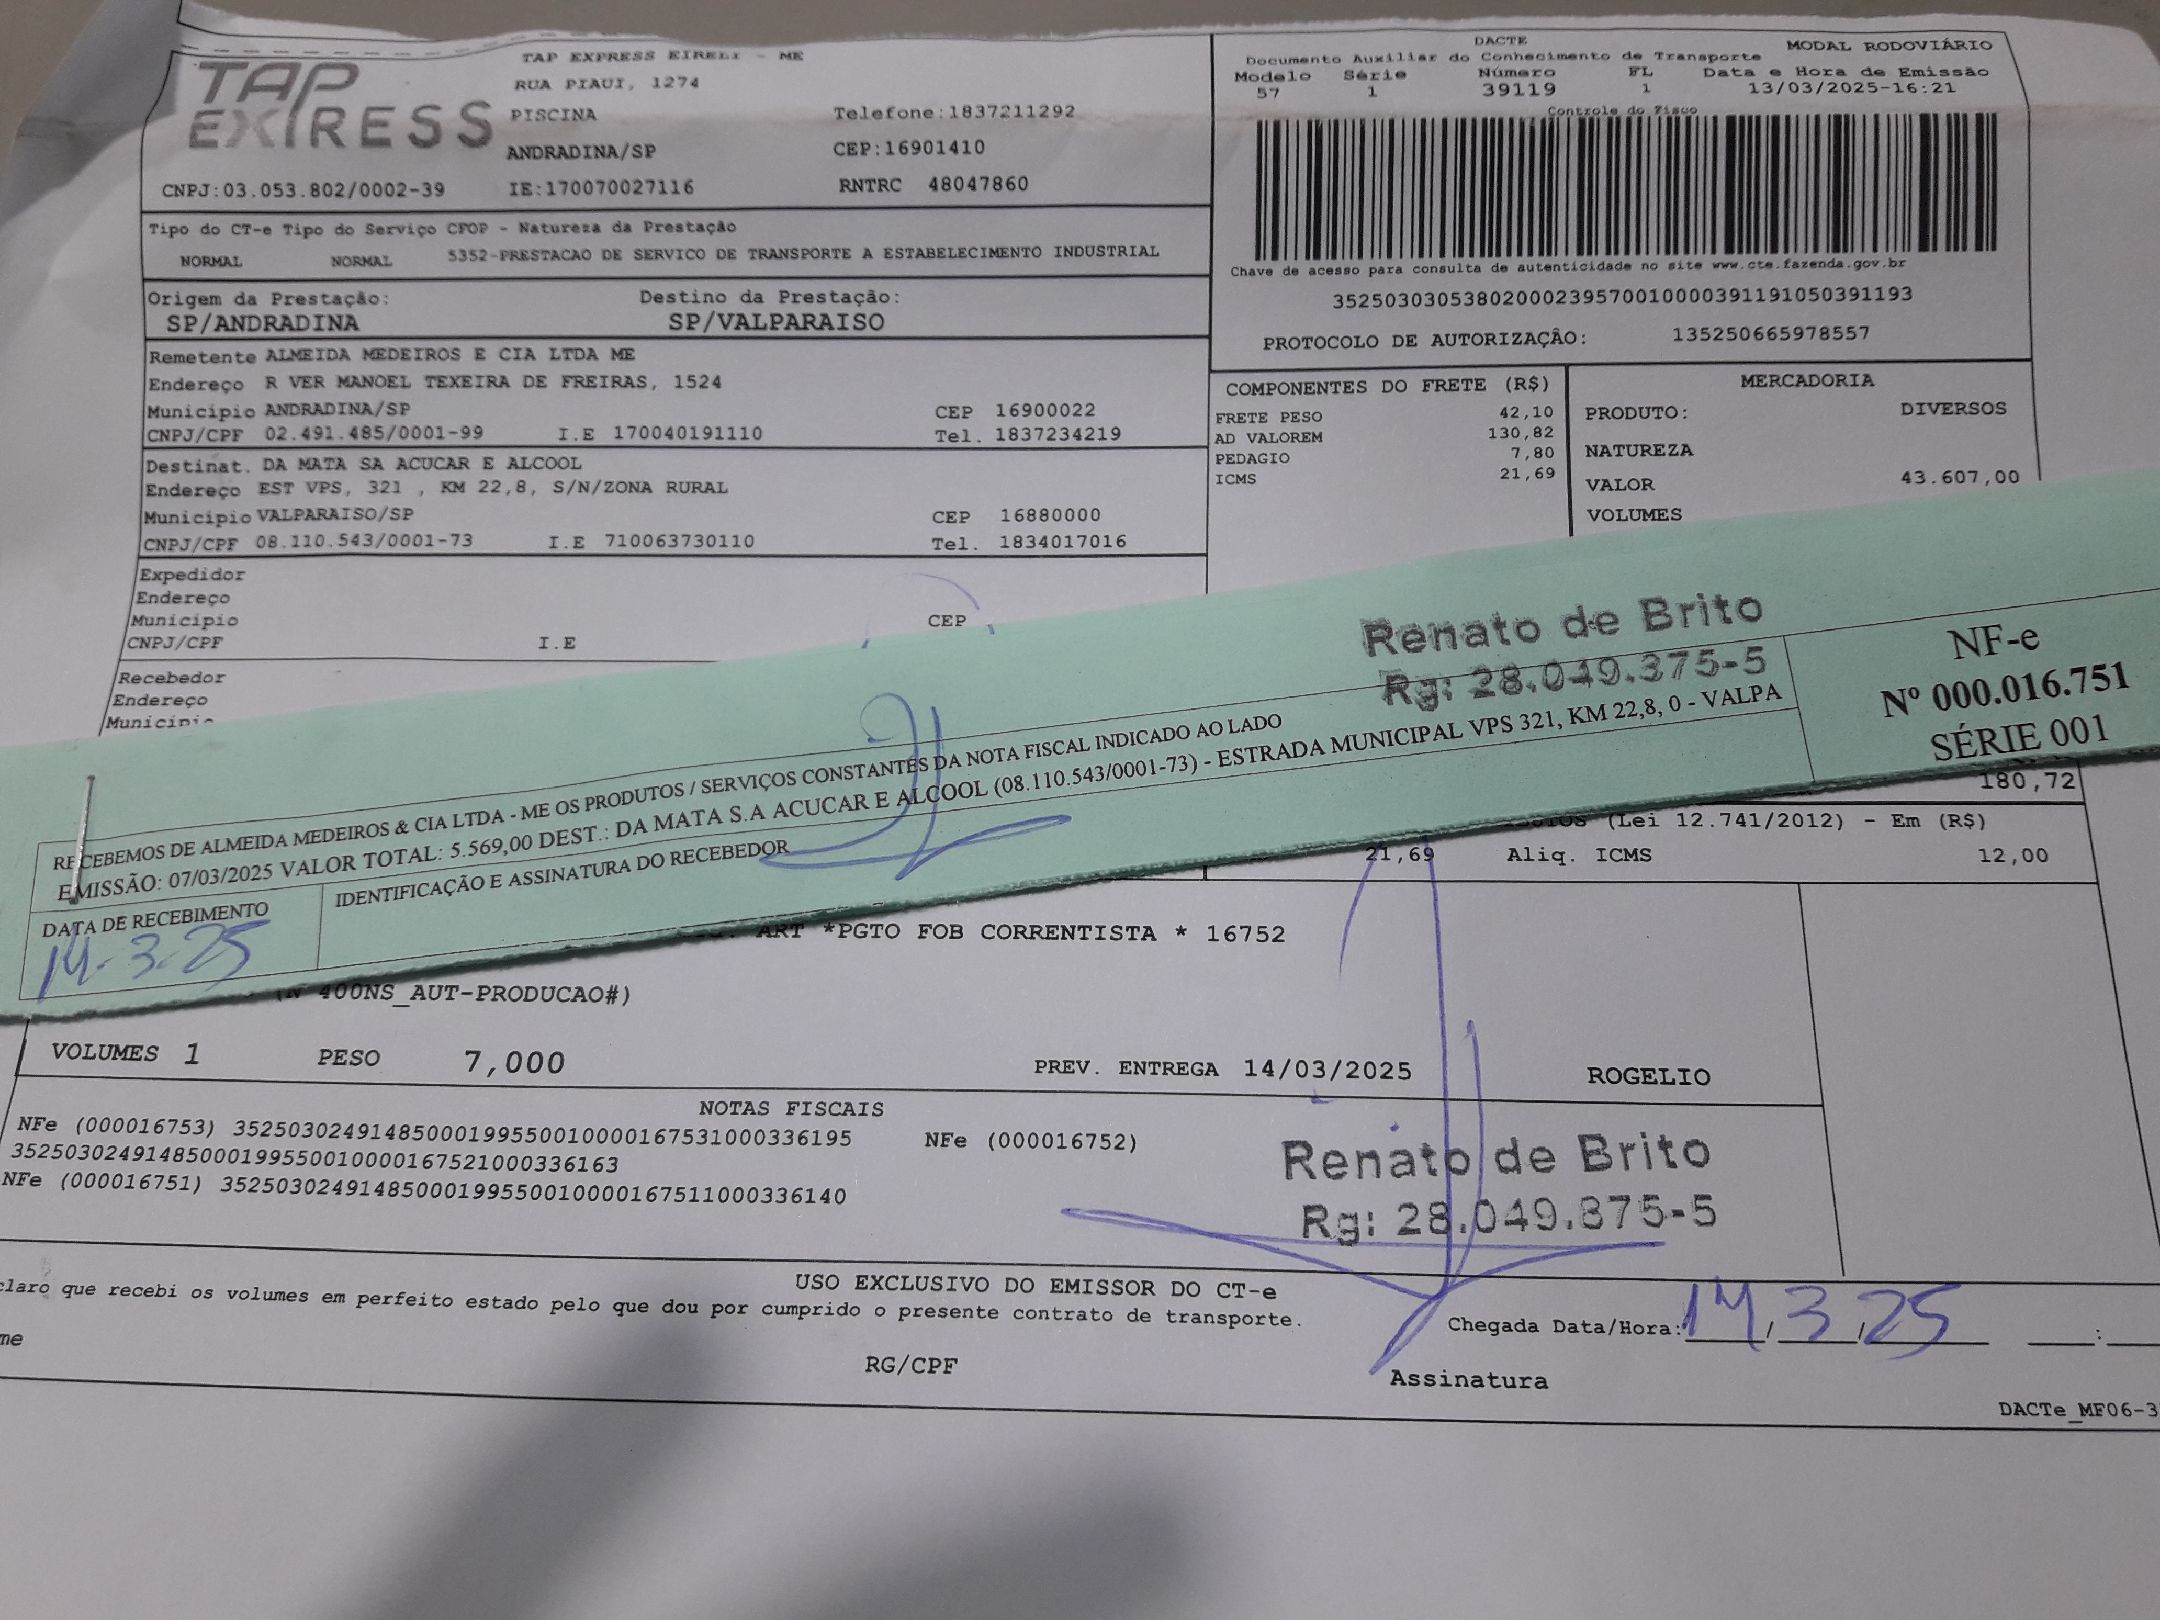 TAP EXPRESS
TAP EXPRESS EIRELI - ME
RUA PIAUI, 1274
PISCINA Telefone:1837211292
ANDRADINA/SP CEP:16901410
CNPJ:03.053.802/0002-39 IE:170070027116 RNTRC 48047860
DACTE
Documento Auxiliar do Conhecimento de Transporte MODAL RODOVIÁRIO
Modelo Série Número FL Data e Hora de Emissão
57 1 39119 1 13/03/2025-16:21
Controle do Fisco
Chave de acesso para consulta de autenticidade no site www.cte.fazenda.gov.br
35250303053802000239570010000391191050391193
PROTOCOLO DE AUTORIZAÇÃO: 135250665978557
Tipo do CT-e Tipo do Serviço CFOP - Natureza da Prestação
NORMAL NORMAL 5352-PRESTACAO DE SERVICO DE TRANSPORTE A ESTABELECIMENTO INDUSTRIAL
Origem da Prestação: Destino da Prestação:
SP/ANDRADINA SP/VALPARAISO
Remetente ALMEIDA MEDEIROS E CIA LTDA ME
Endereço R VER MANOEL TEXEIRA DE FREIRAS, 1524
Município ANDRADINA/SP CEP 16900022
CNPJ/CPF 02.491.485/0001-99 I.E 170040191110 Tel. 1837234219
Destinat. DA MATA SA ACUCAR E ALCOOL
Endereço EST VPS, 321 , KM 22,8, S/N/ZONA RURAL
Município VALPARAISO/SP CEP 16880000
CNPJ/CPF 08.110.543/0001-73 I.E 710063730110 Tel. 1834017016
Expedidor
Endereço
Município CEP
CNPJ/CPF I.E
Recebedor
Endereço
Município
COMPONENTES DO FRETE (R$)
FRETE PESO 42,10
AD VALOREM 130,82
PEDAGIO 7,80
ICMS 21,69
MERCADORIA
PRODUTO: DIVERSOS
NATUREZA
VALOR 43.607,00
VOLUMES
Renato de Brito
Rg: 28.049.375-5
RECEBEMOS DE ALMEIDA MEDEIROS & CIA LTDA - ME OS PRODUTOS / SERVIÇOS CONSTANTES DA NOTA FISCAL INDICADO AO LADO
EMISSÃO: 07/03/2025 VALOR TOTAL: 5.569,00 DEST.: DA MATA S.A ACUCAR E ALCOOL (08.110.543/0001-73) - ESTRADA MUNICIPAL VPS 321, KM 22,8, 0 - VALPA
DATA DE RECEBIMENTO
14-3-25
IDENTIFICAÇÃO E ASSINATURA DO RECEBEDOR
NF-e
Nº 000.016.751
SÉRIE 001
180,72
(Lei 12.741/2012) - Em (R$)
21,69 Aliq. ICMS 12,00
ART *PGTO FOB CORRENTISTA * 16752
400NS_AUT-PRODUCAO#)
VOLUMES 1 PESO 7,000 PREV. ENTREGA 14/03/2025 ROGELIO
NOTAS FISCAIS
NFe (000016753) 35250302491485000199550010000167531000336195 NFe (000016752)
35250302491485000199550010000167521000336163
NFe (000016751) 35250302491485000199550010000167511000336140
Renato de Brito
Rg: 28.049.875-5
USO EXCLUSIVO DO EMISSOR DO CT-e
claro que recebi os volumes em perfeito estado pelo que dou por cumprido o presente contrato de transporte.
me RG/CPF
Chegada Data/Hora: 14/3/25 :
Assinatura
DACTe_MF06-3